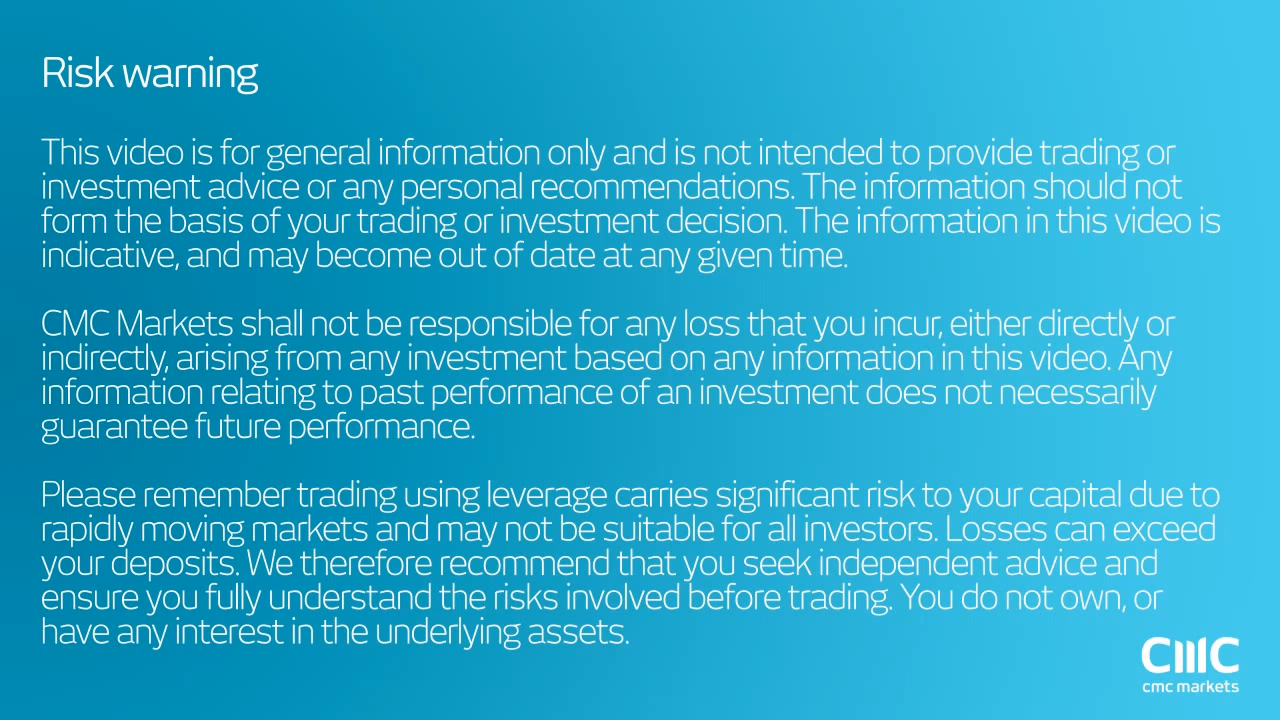 Risk warning
This video is for general information only and is not intended to provide trading or
investment advice or any personal recommendations. The information should not
form the basis of your trading or investment decision. The information in this video is
indicative, and may become out of date at any given time.
CMC Markets shall not be responsible for any loss that you incur, either directly or
indirectly, arising from any investment based on any information in this video. Any
information relating to past performance of an investment does not necessarily
guarantee future performance.
Please remember trading using leverage carries significant risk to your capital due to
rapidly moving markets and may not be suitable for all investors. Losses can exceed
your deposits. We therefore recommend that you seek independent advice and
ensure you fully understand the risks involved before trading. You do not own, or
have any interest in the underlying assets.
CMC
cmc markets